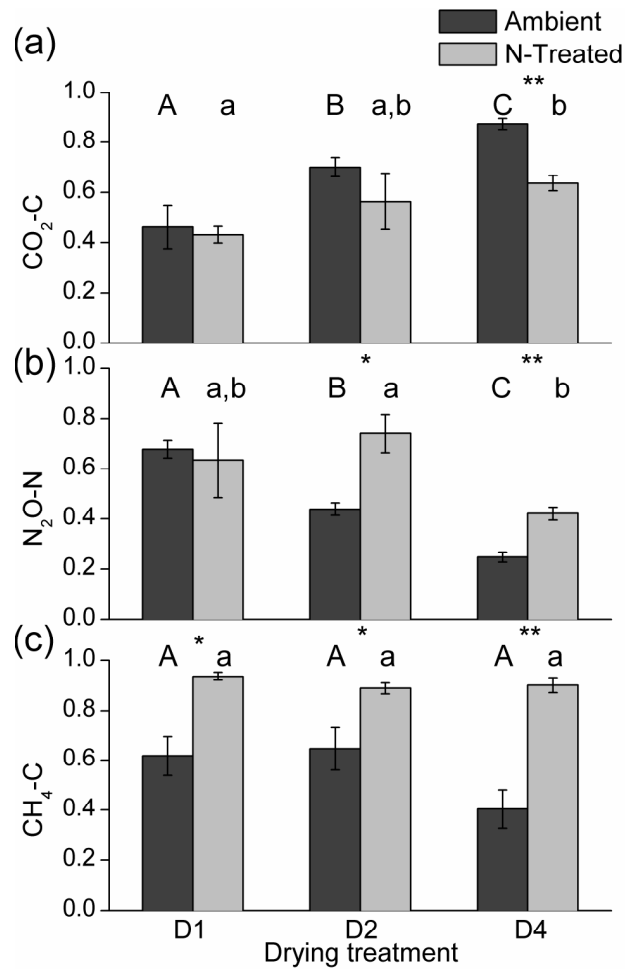 Ambient
N-Treated
(a)
**
1.0
A a B a,b C b
0.8
0.6
0.4
0.2
0.0
CO₂-C
(b)
* **
1.0
A a,b B a C b
0.8
0.6
0.4
0.2
0.0
N₂O-N
(c)
* * **
A a A a A a
1.0
0.8
0.6
0.4
0.2
0.0
CH₄-C
D1 D2 D4
Drying treatment